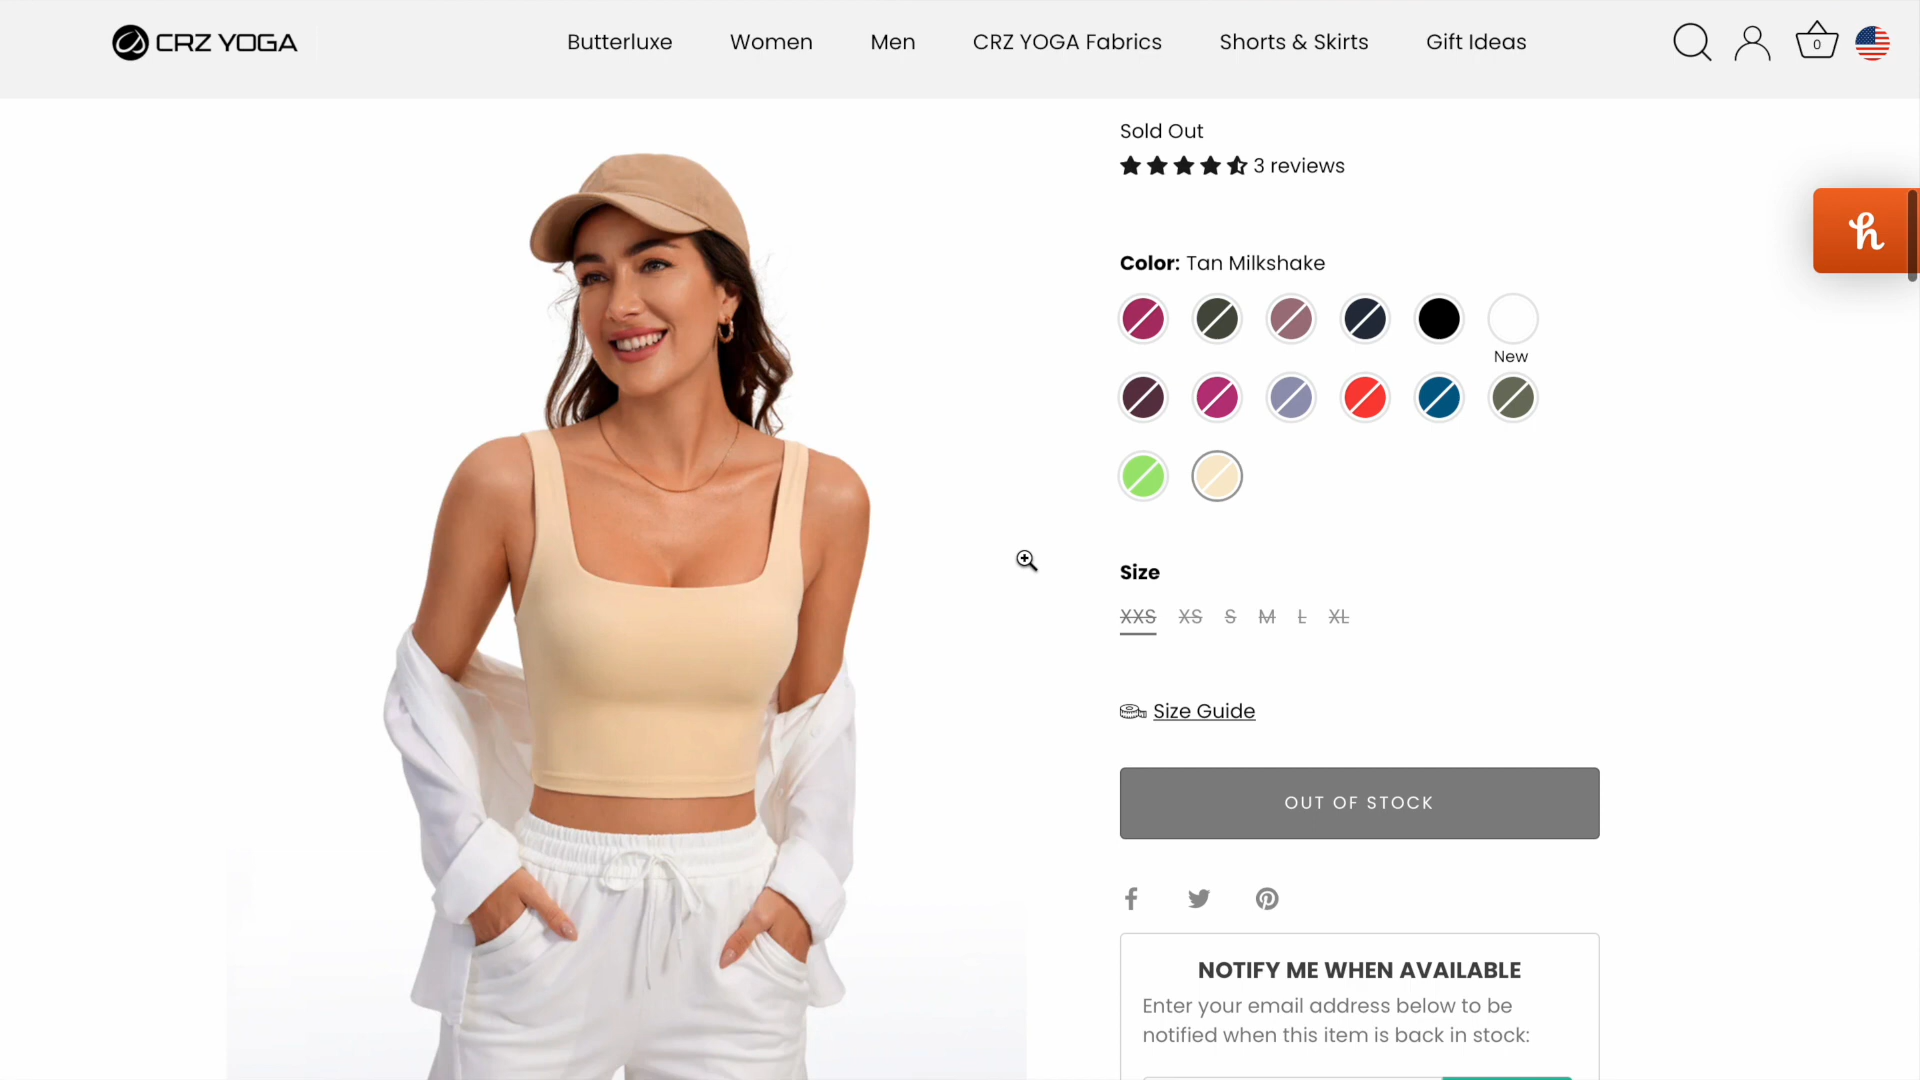 CRZ YOGA
Butterluxe
Women
Men
CRZ YOGA Fabrics
Shorts & Skirts
Gift Ideas
0
Sold Out
3 reviews
h
Color: Tan Milkshake
New
Size
XXS XS S M L XL
Size Guide
OUT OF STOCK
NOTIFY ME WHEN AVAILABLE
Enter your email address below to be
notified when this item is back in stock: